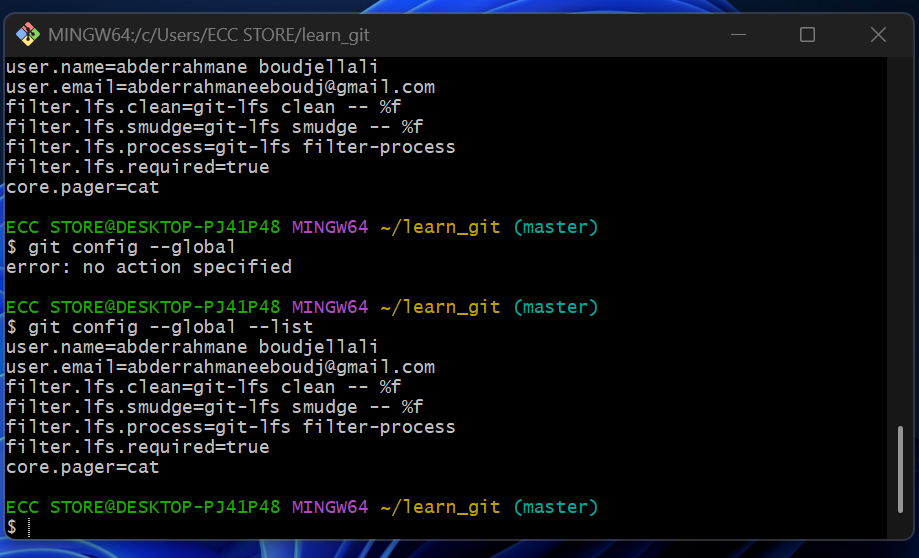 MINGW64:/c/Users/ECC STORE/learn_git
user.name=abderrahmane boudjellali
user.email=abderrahmaneeboudj@gmail.com
filter.lfs.clean=git-lfs clean -- %f
filter.lfs.smudge=git-lfs smudge -- %f
filter.lfs.process=git-lfs filter-process
filter.lfs.required=true
core.pager=cat
ECC STORE@DESKTOP-PJ41P48 MINGW64 ~/learn_git (master)
$ git config --global
error: no action specified
ECC STORE@DESKTOP-PJ41P48 MINGW64 ~/learn_git (master)
$ git config --global --list
user.name=abderrahmane boudjellali
user.email=abderrahmaneeboudj@gmail.com
filter.lfs.clean=git-lfs clean -- %f
filter.lfs.smudge=git-lfs smudge -- %f
filter.lfs.process=git-lfs filter-process
filter.lfs.required=true
core.pager=cat
ECC STORE@DESKTOP-PJ41P48 MINGW64 ~/learn_git (master)
$